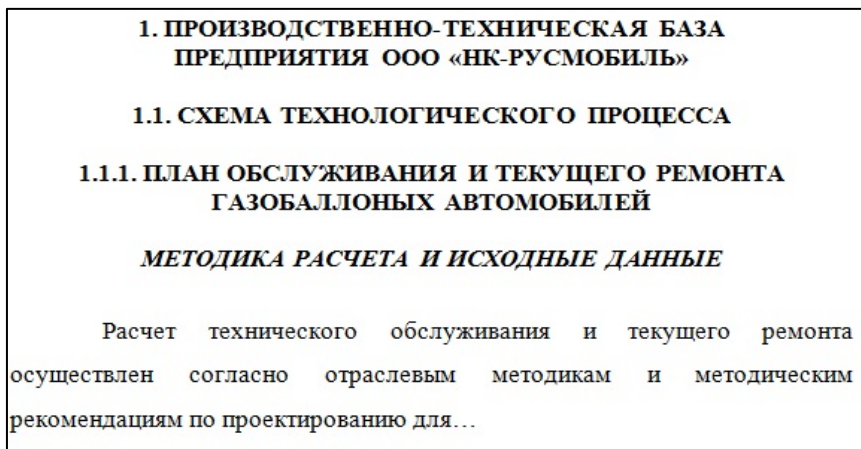 1. ПРОИЗВОДСТВЕННО-ТЕХНИЧЕСКАЯ БАЗА
ПРЕДПРИЯТИЯ ООО «НК-РУСМОБИЛЬ»
1.1. СХЕМА ТЕХНОЛОГИЧЕСКОГО ПРОЦЕССА
1.1.1. ПЛАН ОБСЛУЖИВАНИЯ И ТЕКУЩЕГО РЕМОНТА
ГАЗОБАЛЛОНЫХ АВТОМОБИЛЕЙ
МЕТОДИКА РАСЧЕТА И ИСХОДНЫЕ ДАННЫЕ
Расчет технического обслуживания и текущего ремонта
осуществлен согласно отраслевым методикам и методическим
рекомендациям по проектированию для…